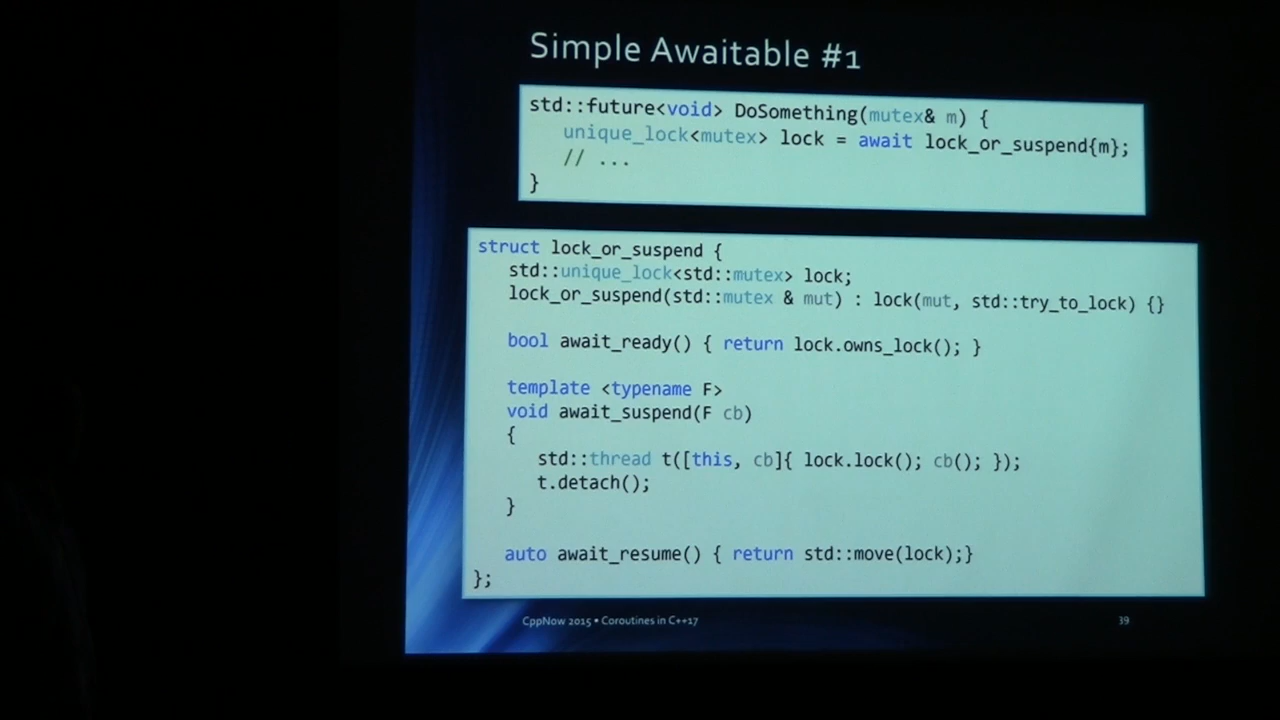 Simple Awaitable #1
std::future<void> DoSomething(mutex& m) {
unique_lock<mutex> lock = await lock_or_suspend{m};
// ...
}
struct lock_or_suspend {
std::unique_lock<std::mutex> lock;
lock_or_suspend(std::mutex & mut) : lock(mut, std::try_to_lock) {}
bool await_ready() { return lock.owns_lock(); }
template <typename F>
void await_suspend(F cb)
{
std::thread t([this, cb]{ lock.lock(); cb(); });
t.detach();
}
auto await_resume() { return std::move(lock);}
};
CppNow 2015 • Coroutines in C++17
39